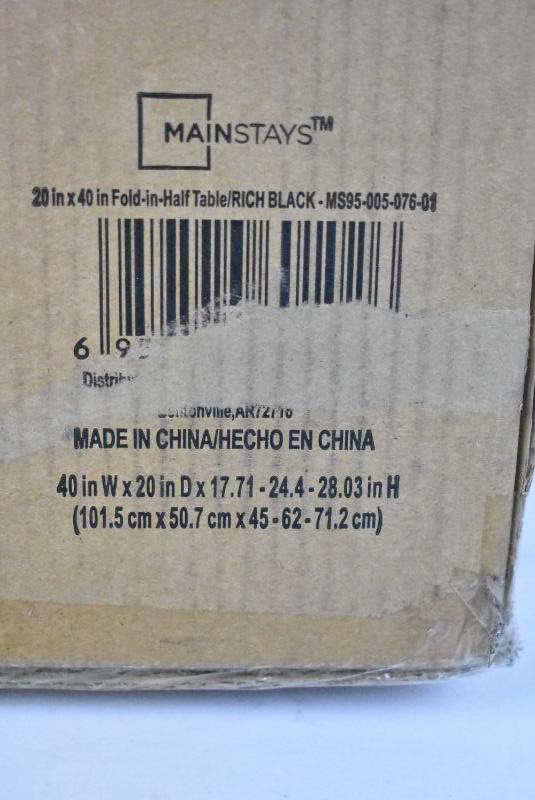 MAINSTAYS™
20 in x 40 in Fold-in-Half Table/RICH BLACK - MS95-005-076-01
6 9
MADE IN CHINA/HECHO EN CHINA
40 in W x 20 in D x 17.71 - 24.4 - 28.03 in H
(101.5 cm x 50.7 cm x 45 - 62 - 71.2 cm)